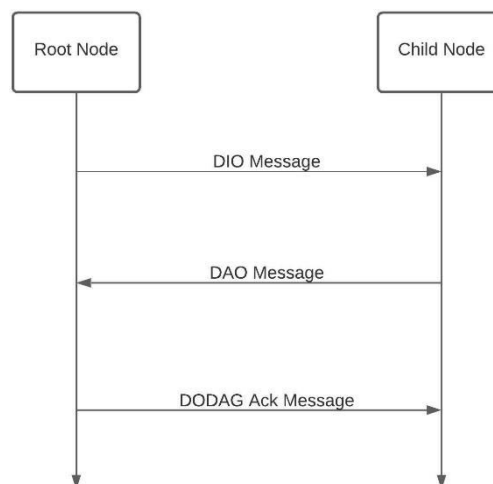 Root Node
Child Node
DIO Message
DAO Message
DODAG Ack Message